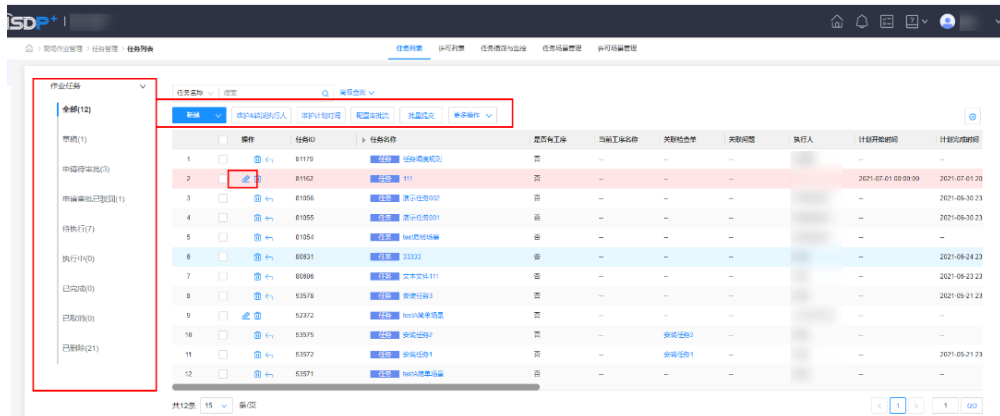 iSDP+ |
现场作业管理 > 任务管理 > 任务列表 任务列表 许可列表 任务清源与监控 任务场景管理 许可场景管理
作业任务
全部(12)
草稿(1)
申请待审批(3)
申请审批已驳回(1)
待执行(7)
执行中(0)
已完成(0)
已取消(0)
已删除(21)
任务名称 搜索 高级查询
新建 维护&转派执行人 维护计划时间 配置审批流 批量提交 更多操作
操作 任务ID 任务名称 是否有工序 当前工序名称 关联检查单 关联问题 执行人 计划开始时间 计划完成时间
1 81179 任务 任务调度规则 否 -- -- -- -- --
2 81162 任务 111 否 -- -- -- 2021-07-01 00:00:00 2021-07-01 20
3 81056 任务 演示任务002 否 -- -- -- -- 2021-06-30 23
4 81055 任务 演示任务001 否 -- -- -- -- 2021-06-30 23
5 81054 任务 test危险场景 否 -- -- -- -- --
6 80831 任务 33333 否 -- -- -- -- 2021-06-24 23
7 80806 任务 文本文件111 否 -- -- -- -- 2021-06-23 23
8 53578 任务 安装任务3 否 -- -- -- -- 2021-05-21 23
9 52372 任务 testA简单场景 否 -- -- -- -- --
10 53575 任务 安装任务2 否 -- 安装任务2 -- -- --
11 53572 任务 安装任务1 否 -- 安装任务1 -- -- 2021-05-21 23
12 53571 任务 testA简单场景 否 -- -- -- -- --
共12条 15 条/页 1 1 GO